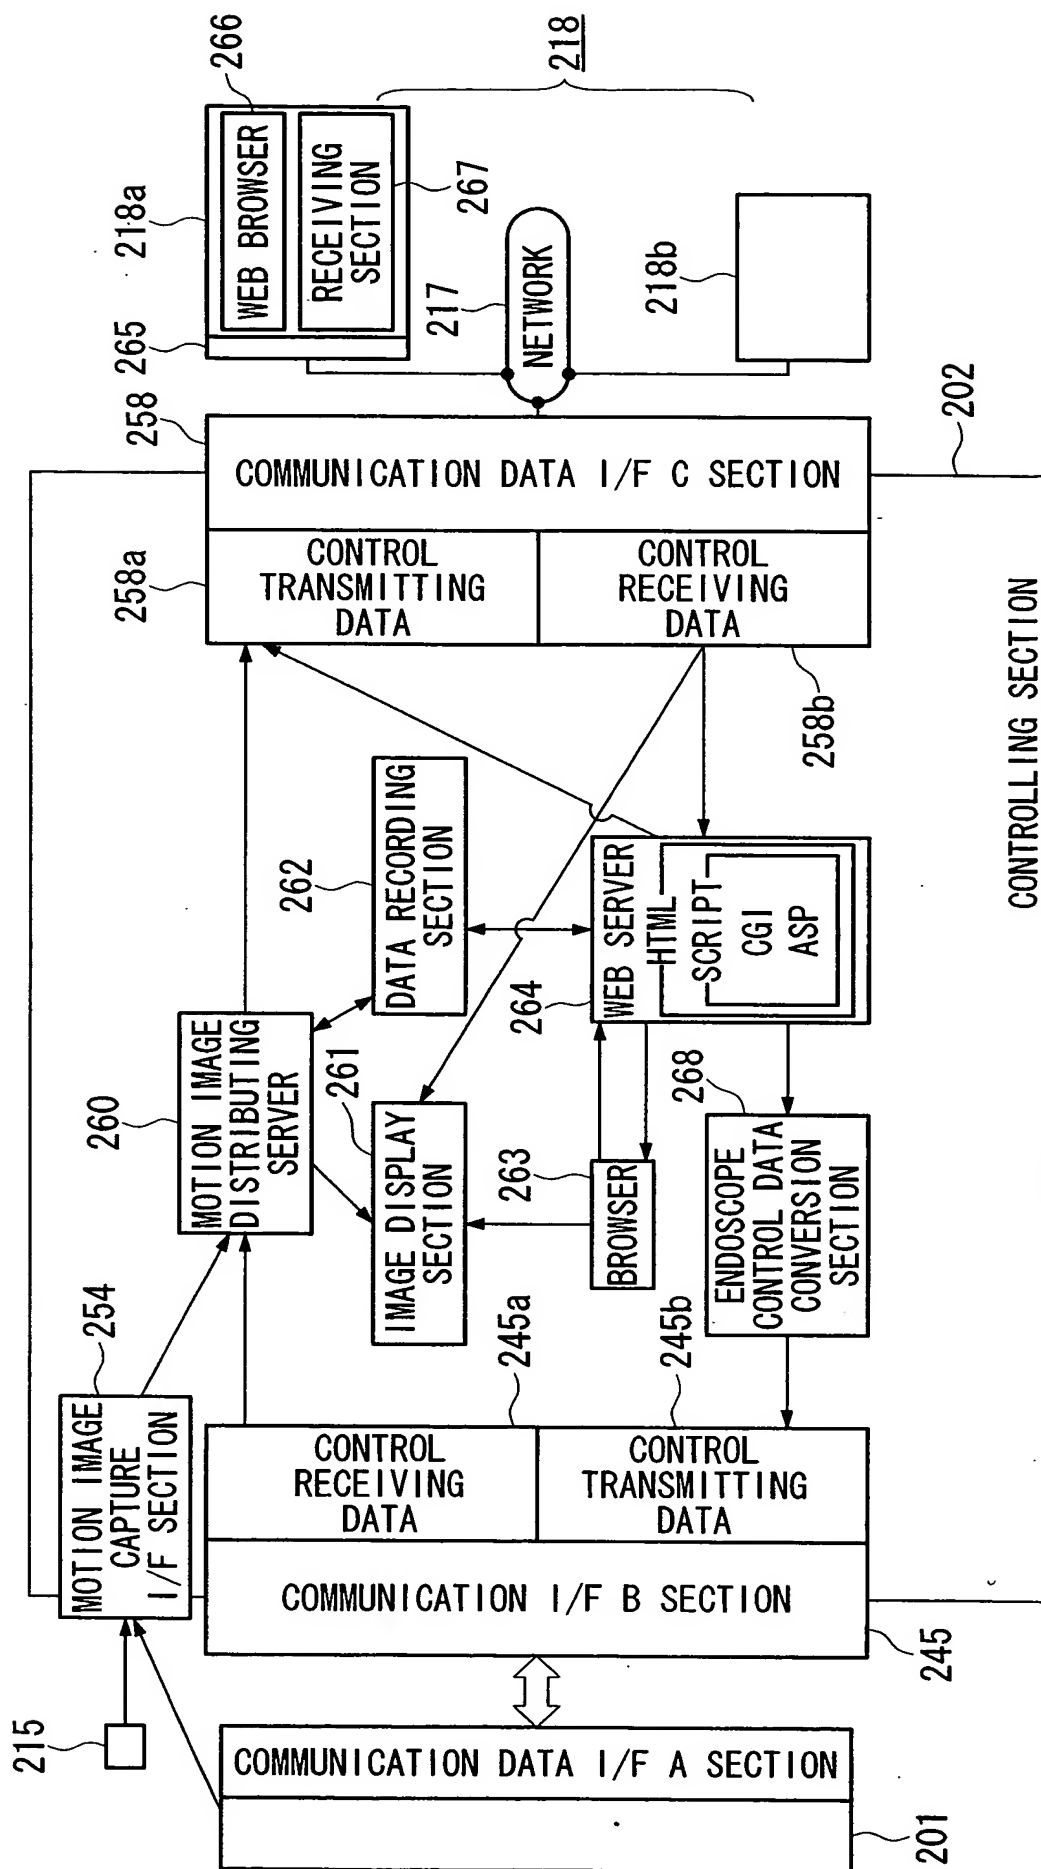 215
254
MOTION IMAGE
CAPTURE
I/F SECTION
260
MOTION IMAGE
DISTRIBUTING
SERVER
262
DATA RECORDING
SECTION
261
IMAGE DISPLAY
SECTION
258a
CONTROL
TRANSMITTING
DATA
258
COMMUNICATION DATA I/F C SECTION
CONTROL
RECEIVING
DATA
258b
265
218a
266
WEB BROWSER
RECEIVING
SECTION
267
218
217
NETWORK
218b
COMMUNICATION DATA I/F A SECTION
201
CONTROL
RECEIVING
DATA
245a
CONTROL
TRANSMITTING
DATA
245b
COMMUNICATION I/F B SECTION
245
263
BROWSER
264
WEB SERVER
HTML
SCRIPT
CGI
ASP
268
ENDOSCOPE
CONTROL DATA
CONVERSION
SECTION
202
CONTROLLING SECTION